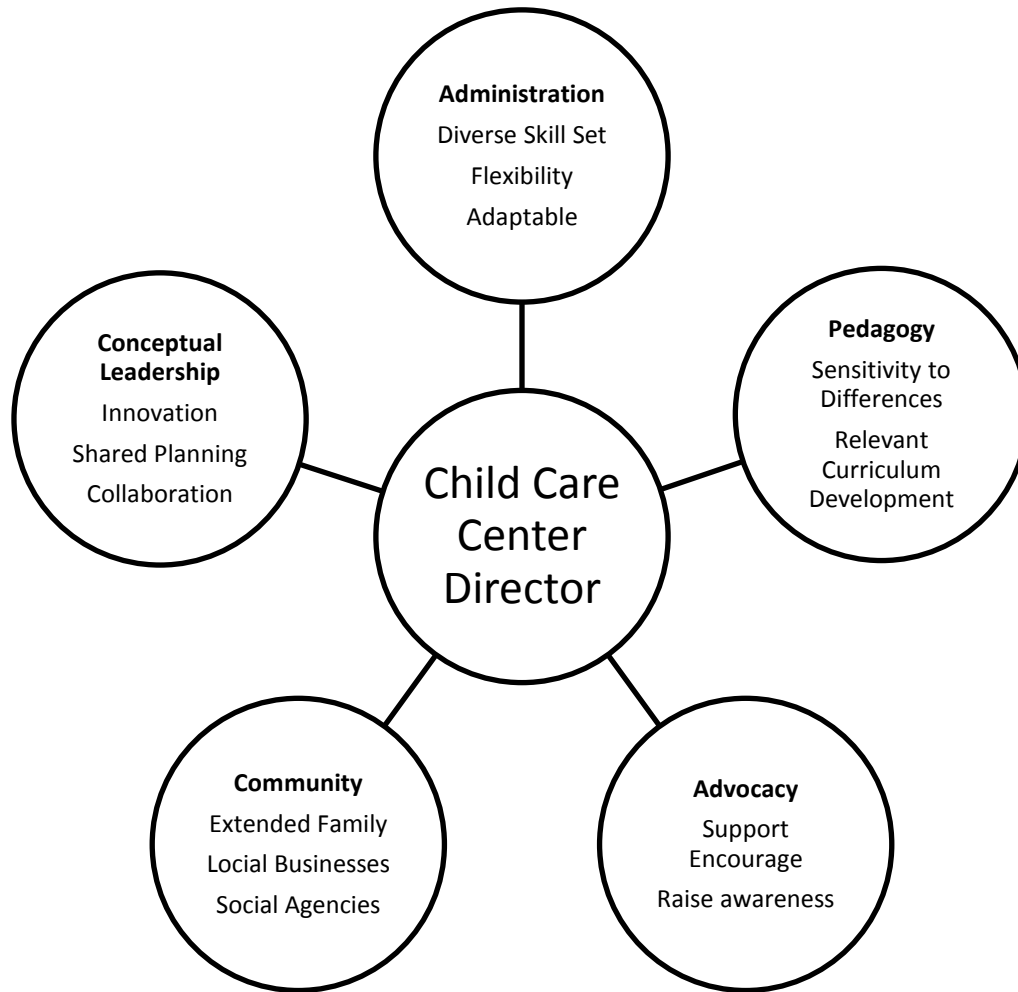 Administration
Diverse Skill Set
Flexibility
Adaptable
Conceptual
Leadership
Innovation
Shared Planning
Collaboration
Pedagogy
Sensitivity to
Differences
Relevant
Curriculum
Development
Child Care
Center
Director
Community
Extended Family
Locial Businesses
Social Agencies
Advocacy
Support
Encourage
Raise awareness